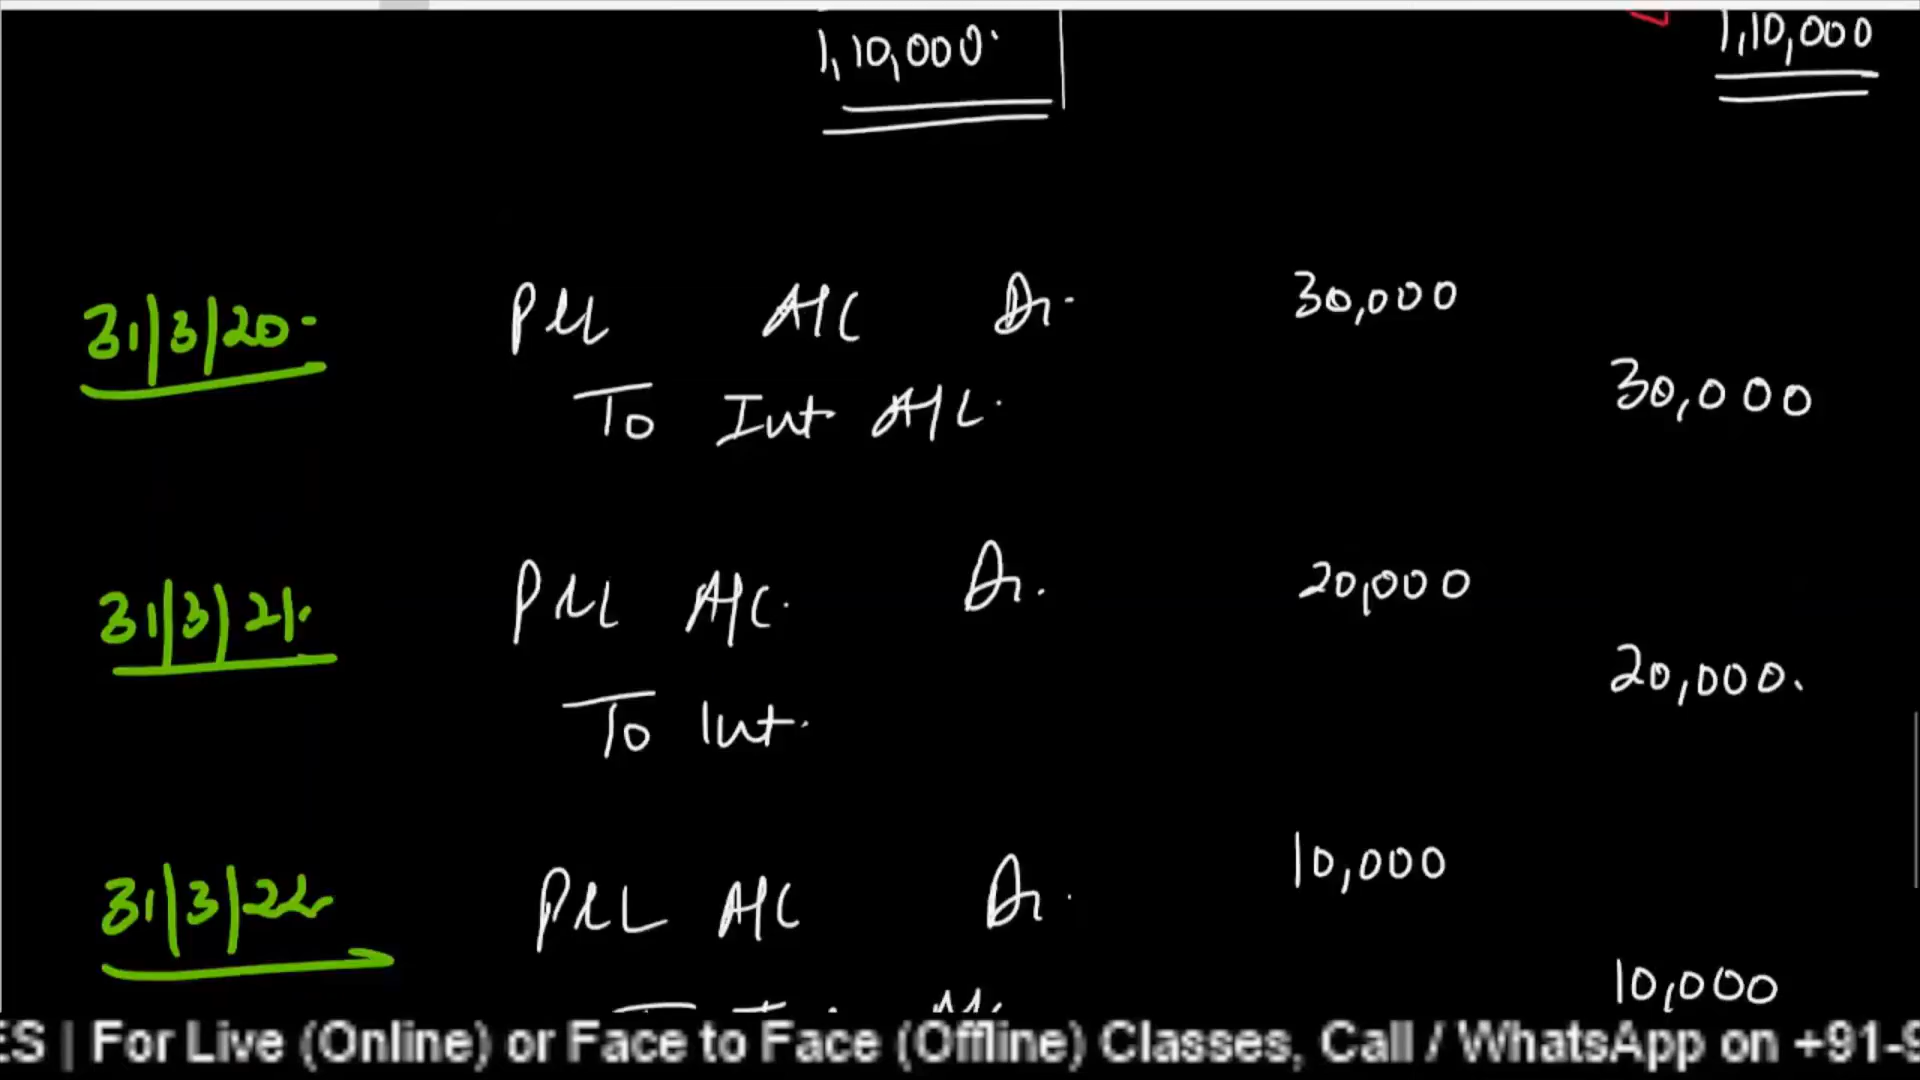 1,10,000. 1,10,000
31/3/20. P&L A/C Dr. 30,000
To Int A/C. 30,000
31/3/21. P&L A/C. Dr. 20,000
To Int. 20,000.
31/3/22 P&L A/C Dr. 10,000
10,000
ES | For Live (Online) or Face to Face (Offline) Classes, Call / WhatsApp on +91-9